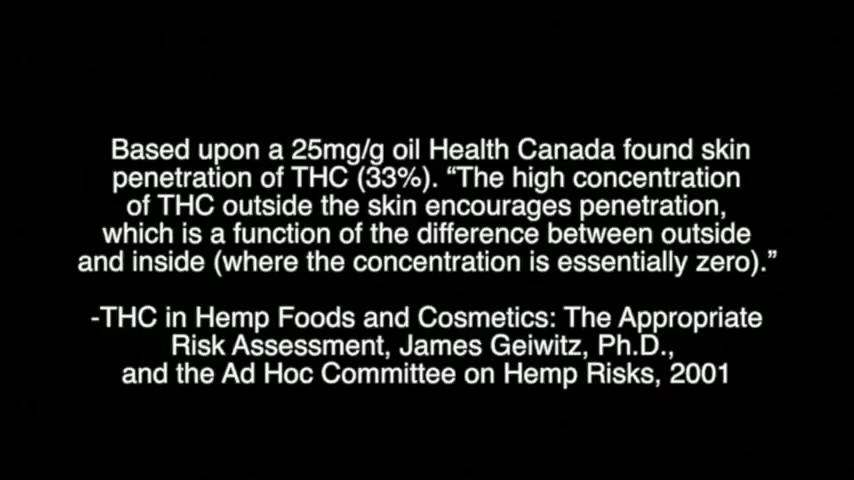 Based upon a 25mg/g oil Health Canada found skin
penetration of THC (33%). “The high concentration
of THC outside the skin encourages penetration,
which is a function of the difference between outside
and inside (where the concentration is essentially zero).”
-THC in Hemp Foods and Cosmetics: The Appropriate
Risk Assessment, James Geiwitz, Ph.D.,
and the Ad Hoc Committee on Hemp Risks, 2001